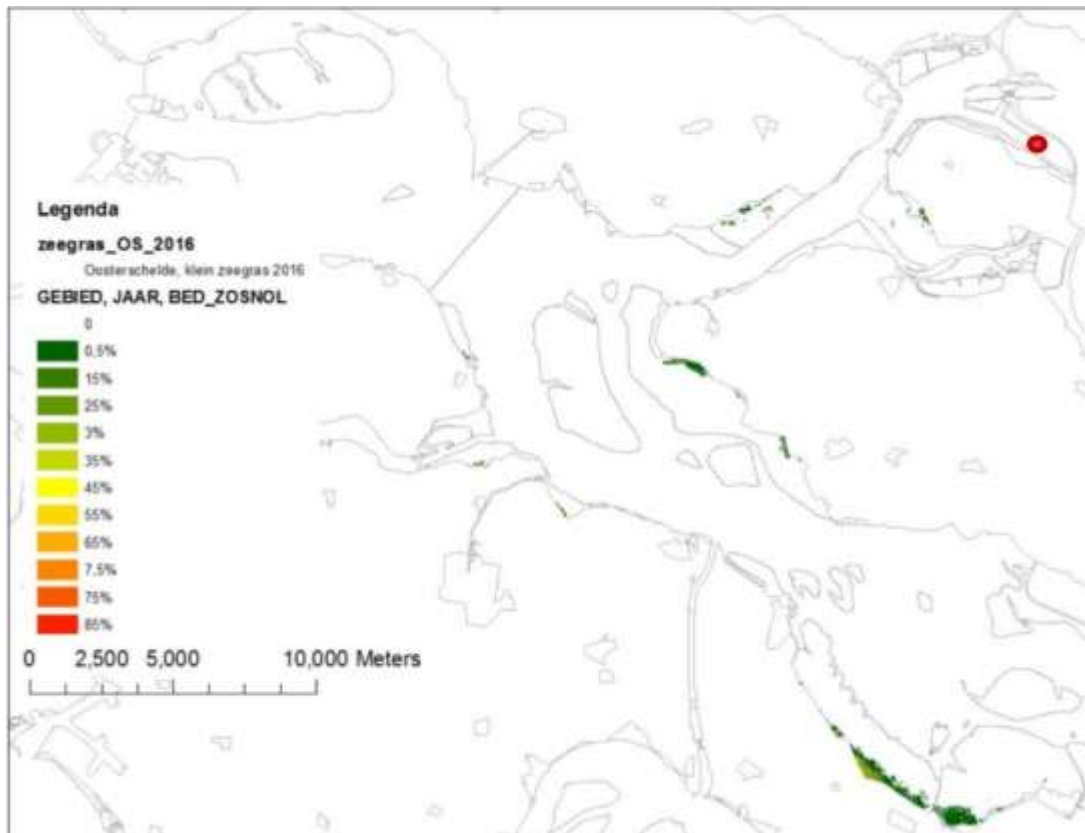 Legenda
zeegras_OS_2016
Oosterschelde, klein zeegras 2016
GEBIED, JAAR, BED_ZOSNOL
0
0,5%
15%
25%
3%
35%
45%
55%
65%
7,5%
75%
85%
0 2,500 5,000 10,000 Meters